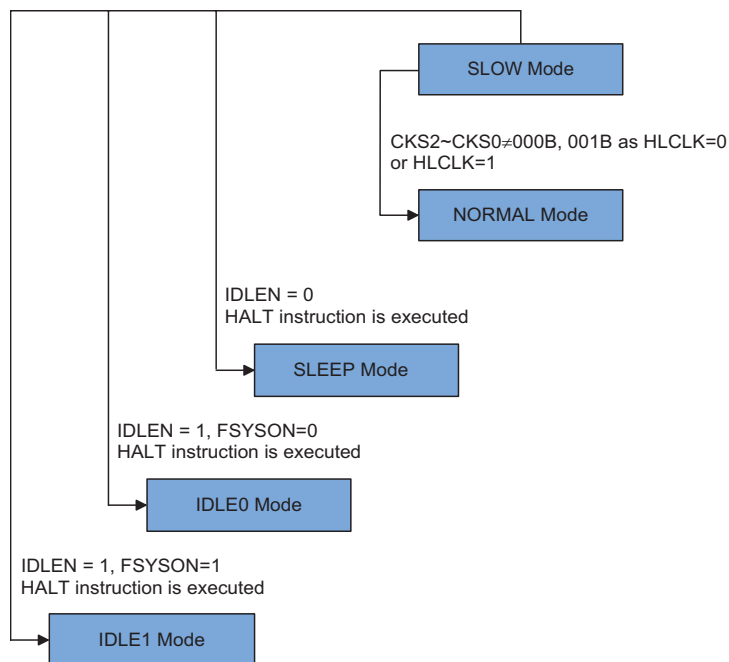 SLOW Mode
CKS2~CKS0≠000B, 001B as HLCLK=0
or HLCLK=1
NORMAL Mode
IDLEN = 0
HALT instruction is executed
SLEEP Mode
IDLEN = 1, FSYSON=0
HALT instruction is executed
IDLE0 Mode
IDLEN = 1, FSYSON=1
HALT instruction is executed
IDLE1 Mode